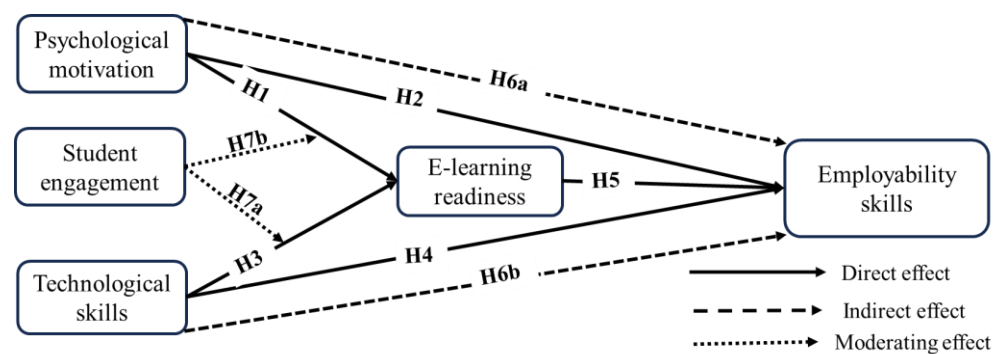 Psychological
motivation
H6a
H1
H2
H7b
Student
engagement
E-learning
readiness
H5
Employability
skills
H7a
H3
H4
Technological
skills
H6b
Direct effect
Indirect effect
Moderating effect